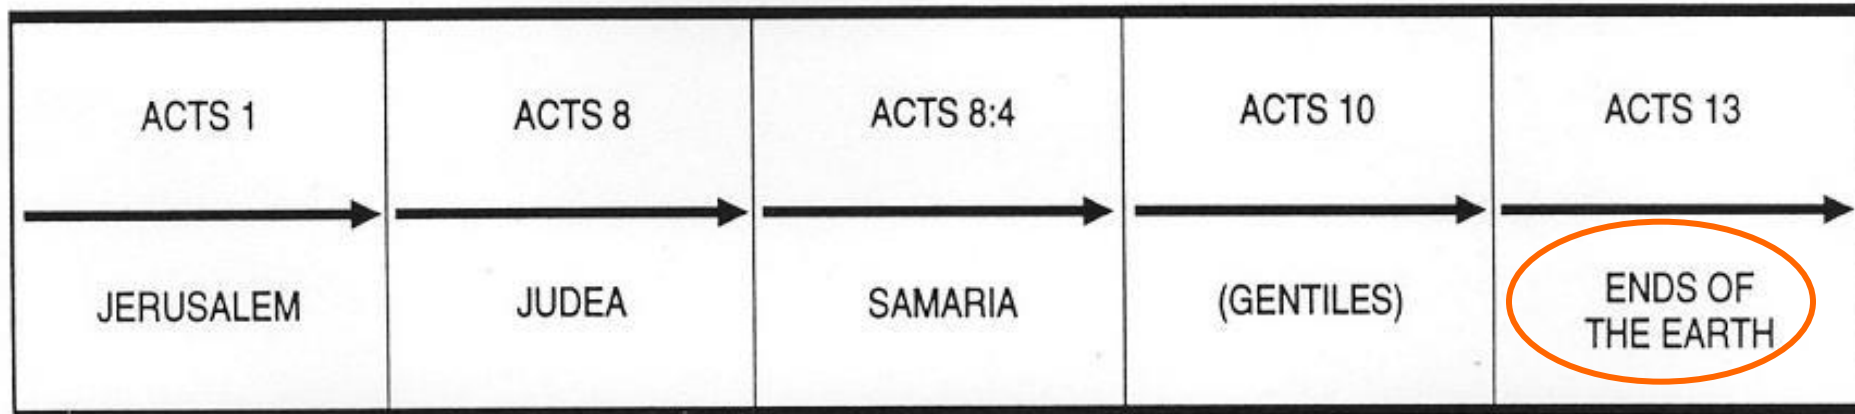 ACTS 1
ACTS 8
ACTS 8:4
ACTS 10
ACTS 13
JERUSALEM
JUDEA
SAMARIA
(GENTILES)
ENDS OF
THE EARTH